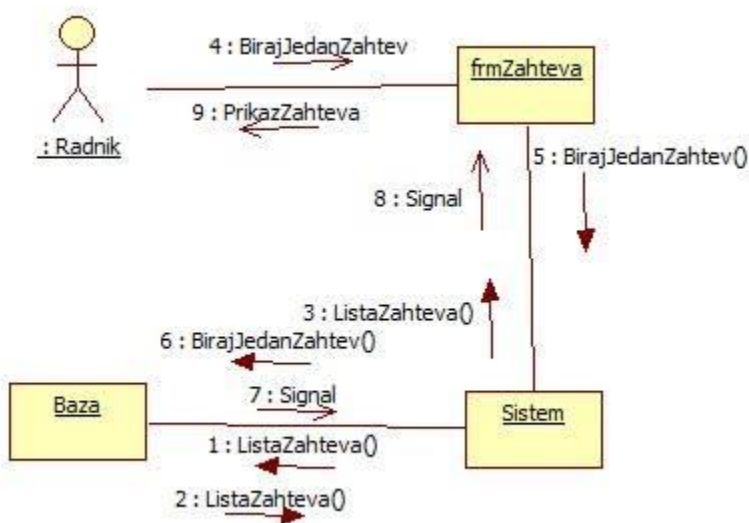 4 : BirajJedanZahtev
frmZahteva
9 : PrikazZahteva
: Radnik
5 : BirajJedanZahtev()
8 : Signal
3 : ListaZahteva()
6 : BirajJedanZahtev()
Baza
7 : Signal
Sistem
1 : ListaZahteva()
2 : ListaZahteva()